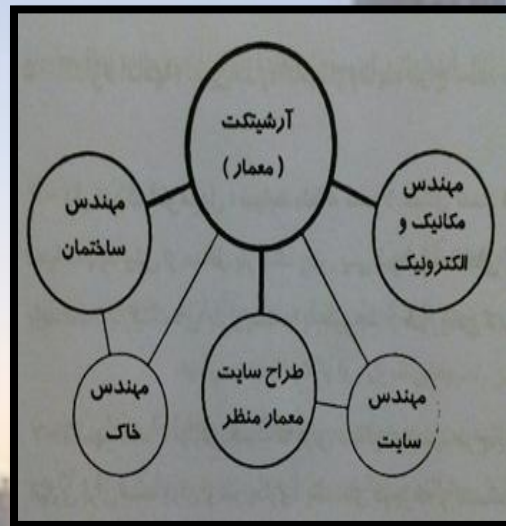 آرشیتکت
(معمار)
مهندس
مکانیک و
الکترونیک
مهندس
ساختمان
طراح سایت
معمار منظر
مهندس
سایت
مهندس
خاک